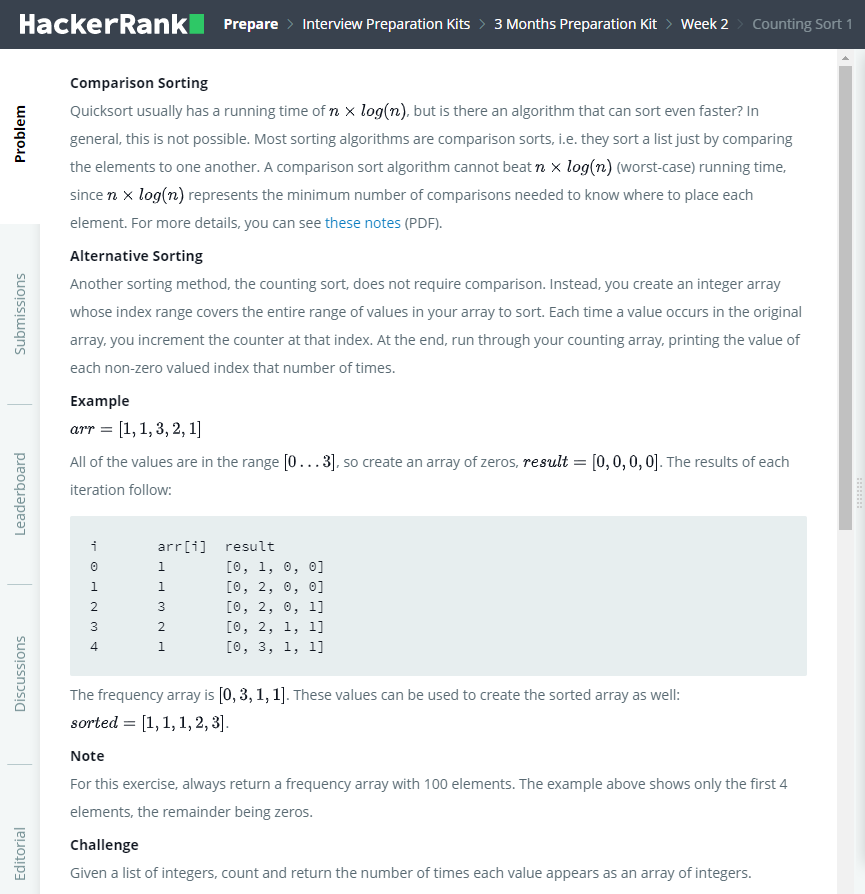 HackerRank Prepare > Interview Preparation Kits > 3 Months Preparation Kit > Week 2 > Counting Sort 1
Problem
Submissions
Leaderboard
Discussions
Editorial
Comparison Sorting
Quicksort usually has a running time of n × log(n), but is there an algorithm that can sort even faster? In
general, this is not possible. Most sorting algorithms are comparison sorts, i.e. they sort a list just by comparing
the elements to one another. A comparison sort algorithm cannot beat n × log(n) (worst-case) running time,
since n × log(n) represents the minimum number of comparisons needed to know where to place each
element. For more details, you can see these notes (PDF).
Alternative Sorting
Another sorting method, the counting sort, does not require comparison. Instead, you create an integer array
whose index range covers the entire range of values in your array to sort. Each time a value occurs in the original
array, you increment the counter at that index. At the end, run through your counting array, printing the value of
each non-zero valued index that number of times.
Example
arr = [1, 1, 3, 2, 1]
All of the values are in the range [0 . . . 3], so create an array of zeros, result = [0, 0, 0, 0]. The results of each
iteration follow:
i arr[i] result
0 1 [0, 1, 0, 0]
1 1 [0, 2, 0, 0]
2 3 [0, 2, 0, 1]
3 2 [0, 2, 1, 1]
4 1 [0, 3, 1, 1]
The frequency array is [0, 3, 1, 1]. These values can be used to create the sorted array as well:
sorted = [1, 1, 1, 2, 3].
Note
For this exercise, always return a frequency array with 100 elements. The example above shows only the first 4
elements, the remainder being zeros.
Challenge
Given a list of integers, count and return the number of times each value appears as an array of integers.